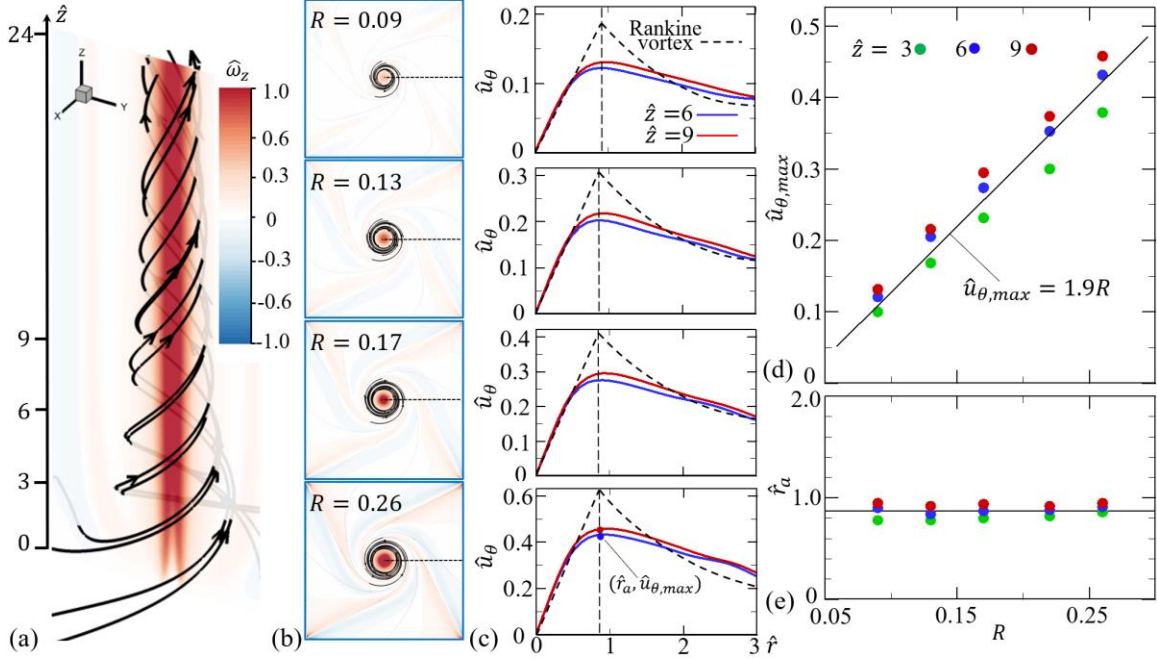 ẑ
24
9
6
3
0
Z
X
Y
ω̂_z
1.0
0.6
0.3
0
-0.3
-0.6
-1.0
(a)
R = 0.09
R = 0.13
R = 0.17
R = 0.26
(b)
0.2
0.1
0
û_θ
Rankine
vortex
ẑ = 6
ẑ = 9
0.3
0.2
0.1
0
û_θ
0.4
0.3
0.2
0.1
0
û_θ
0.6
0.4
0.2
0
û_θ
(r̂_a, û_θ,max)
0 1 2 3 r̂
(c)
ẑ = 3 6 9
0.5
0.4
0.3
0.2
0.1
0
û_θ,max
û_θ,max = 1.9R
(d)
2.0
1.0
0
r̂_a
0.05 0.15 0.25
R
(e)